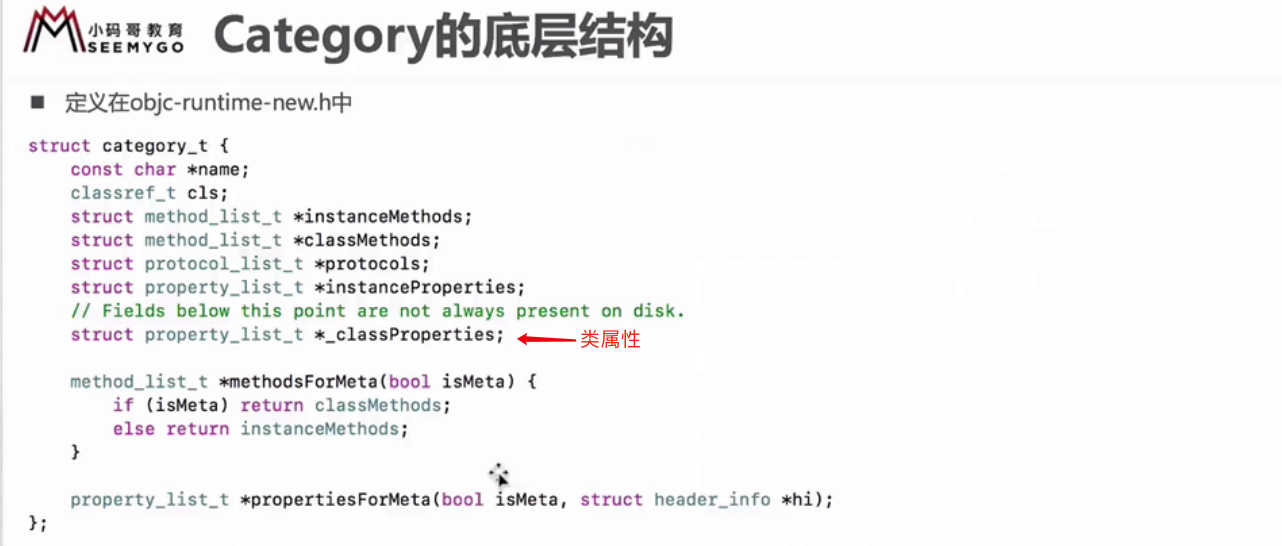 小码哥教育
SEEMYGO
Category的底层结构
■ 定义在objc-runtime-new.h中
struct category_t {
    const char *name;
    classref_t cls;
    struct method_list_t *instanceMethods;
    struct method_list_t *classMethods;
    struct protocol_list_t *protocols;
    struct property_list_t *instanceProperties;
    // Fields below this point are not always present on disk.
    struct property_list_t *_classProperties; 类属性
    method_list_t *methodsForMeta(bool isMeta) {
        if (isMeta) return classMethods;
        else return instanceMethods;
    }
    property_list_t *propertiesForMeta(bool isMeta, struct header_info *hi);
};